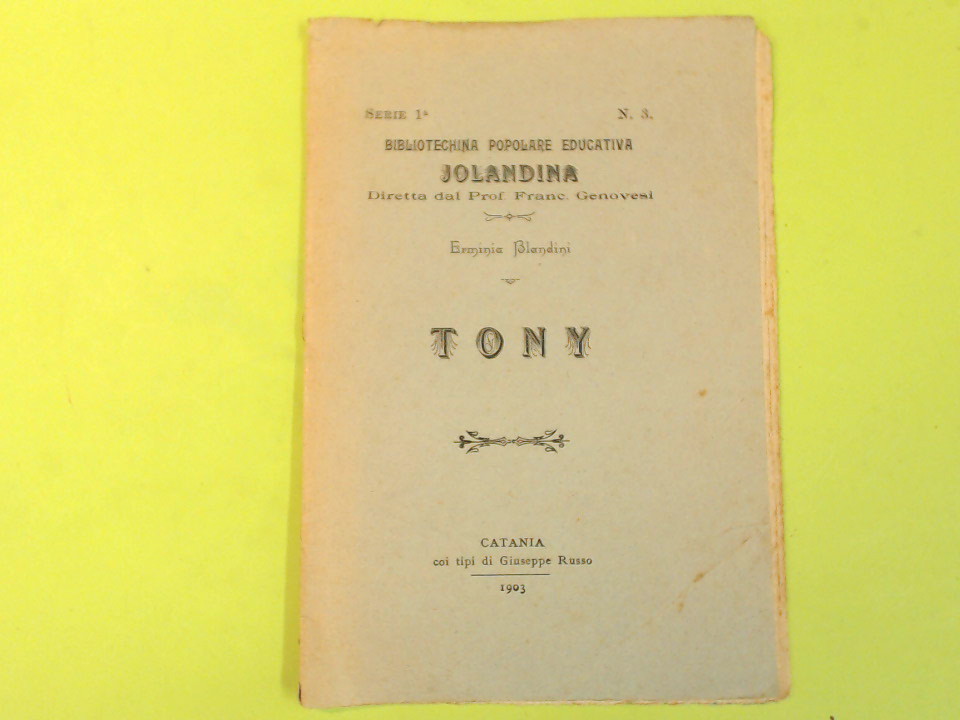 Serie 1ª N. 3.
BIBLIOTECHINA POPOLARE EDUCATIVA
JOLANDINA
Diretta dal Prof. Franc. Genovesi
Erminia Blandini
TONY
CATANIA
coi tipi di Giuseppe Russo
1903